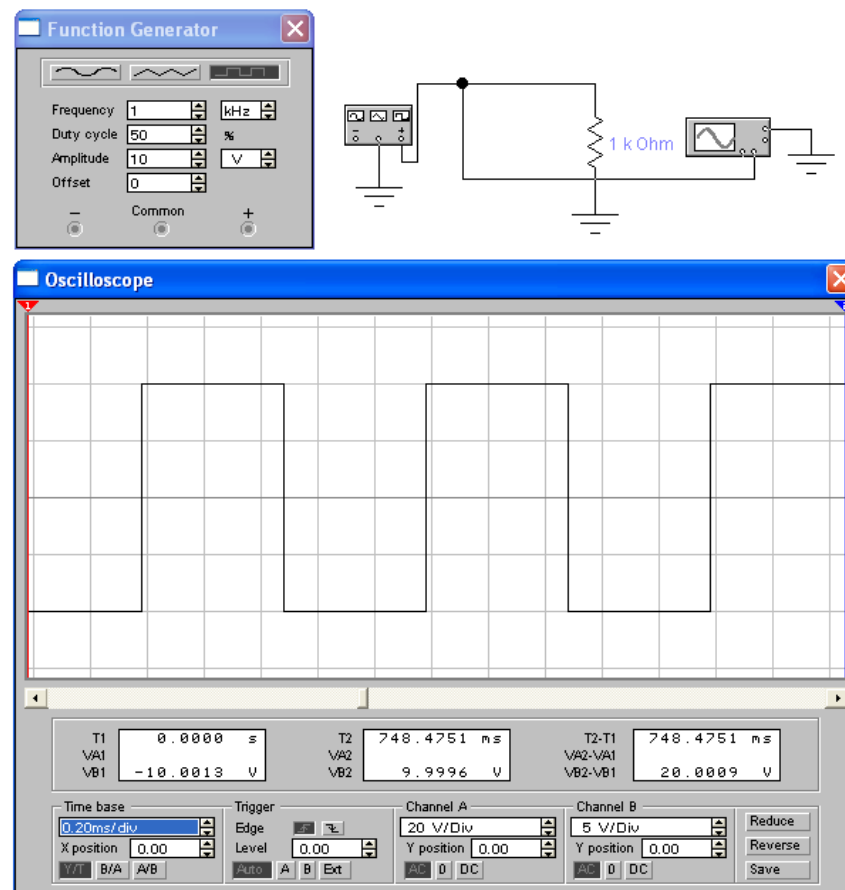 Function Generator
Frequency 1 kHz
Duty cycle 50 %
Amplitude 10 V
Offset 0
− Common +
1 k Ohm
Oscilloscope
1
T1 0.0000 s T2 748.4751 ms T2-T1 748.4751 ms
VA1 VA2 VA2-VA1
VB1 -10.0013 V VB2 9.9996 V VB2-VB1 20.0009 V
Time base Trigger Channel A Channel B
0.20ms/div Edge 20 V/Div 5 V/Div Reduce
X position 0.00 Level 0.00 Y position 0.00 Y position 0.00 Reverse
Y/T B/A A/B Auto A B Ext AC 0 DC AC 0 DC Save